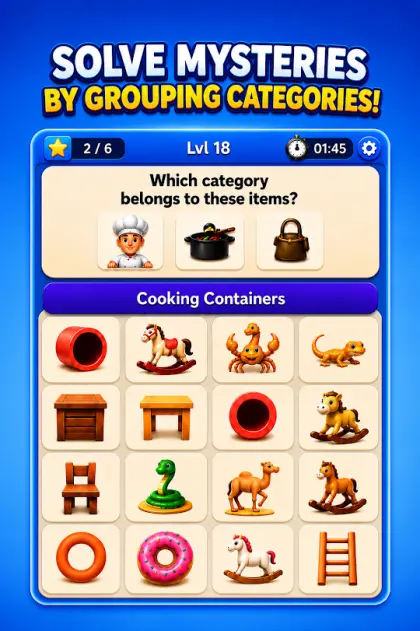 SOLVE MYSTERIES
BY GROUPING CATEGORIES!
2 / 6
Lvl 18
01:45
Which category
belongs to these items?
Cooking Containers